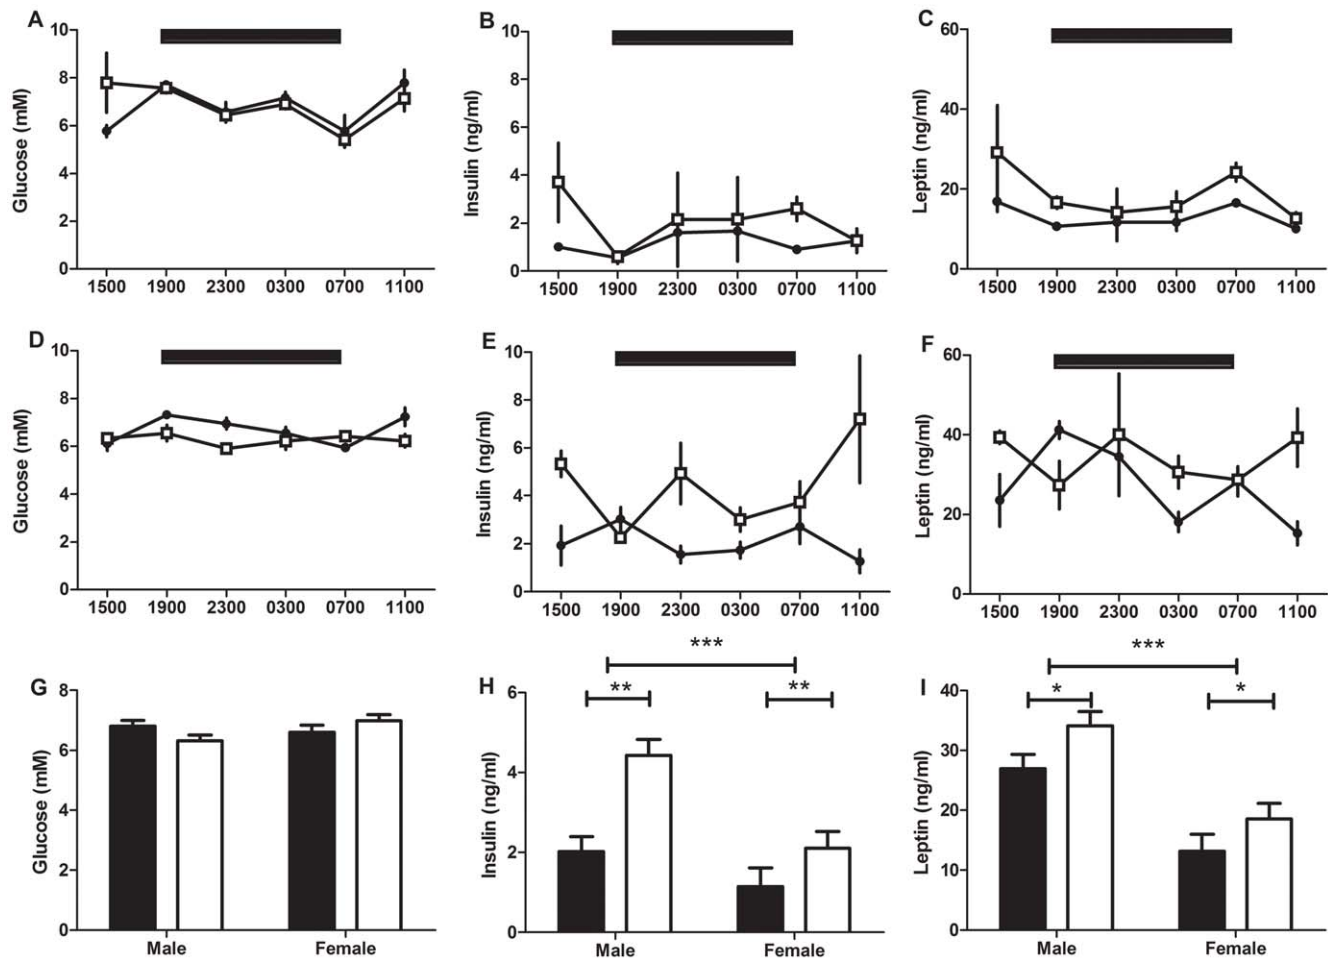 A
Glucose (mM)
10
8
6
4
2
0
1500 1900 2300 0300 0700 1100
B
Insulin (ng/ml)
10
8
6
4
2
0
1500 1900 2300 0300 0700 1100
C
Leptin (ng/ml)
60
40
20
0
1500 1900 2300 0300 0700 1100
D
Glucose (mM)
10
8
6
4
2
0
1500 1900 2300 0300 0700 1100
E
Insulin (ng/ml)
10
8
6
4
2
0
1500 1900 2300 0300 0700 1100
F
Leptin (ng/ml)
60
40
20
0
1500 1900 2300 0300 0700 1100
G
Glucose (mM)
8
6
4
2
0
Male Female
H
***
** **
Insulin (ng/ml)
6
4
2
0
Male Female
I
***
* *
Leptin (ng/ml)
40
30
20
10
0
Male Female